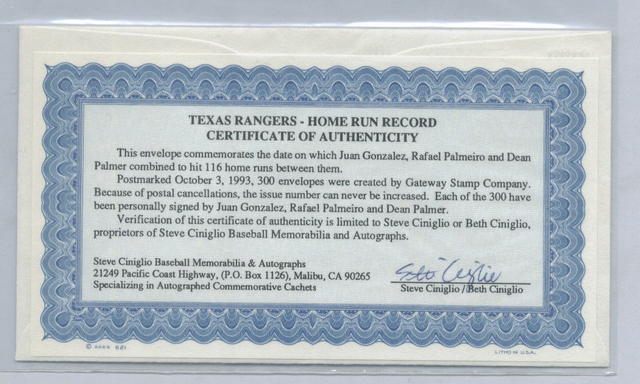 TEXAS RANGERS - HOME RUN RECORD
CERTIFICATE OF AUTHENTICITY
This envelope commemorates the date on which Juan Gonzalez, Rafael Palmeiro and Dean
Palmer combined to hit 116 home runs between them.
Postmarked October 3, 1993, 300 envelopes were created by Gateway Stamp Company.
Because of postal cancellations, the issue number can never be increased. Each of the 300 have
been personally signed by Juan Gonzalez, Rafael Palmeiro and Dean Palmer.
Verification of this certificate of authenticity is limited to Steve Ciniglio or Beth Ciniglio,
proprietors of Steve Ciniglio Baseball Memorabilia and Autographs.
Steve Ciniglio Baseball Memorabilia & Autographs
21249 Pacific Coast Highway, (P.O. Box 1126), Malibu, CA 90265
Specializing in Autographed Commemorative Cachets
Steve Ciniglio / Beth Ciniglio
LITHO IN U.S.A.